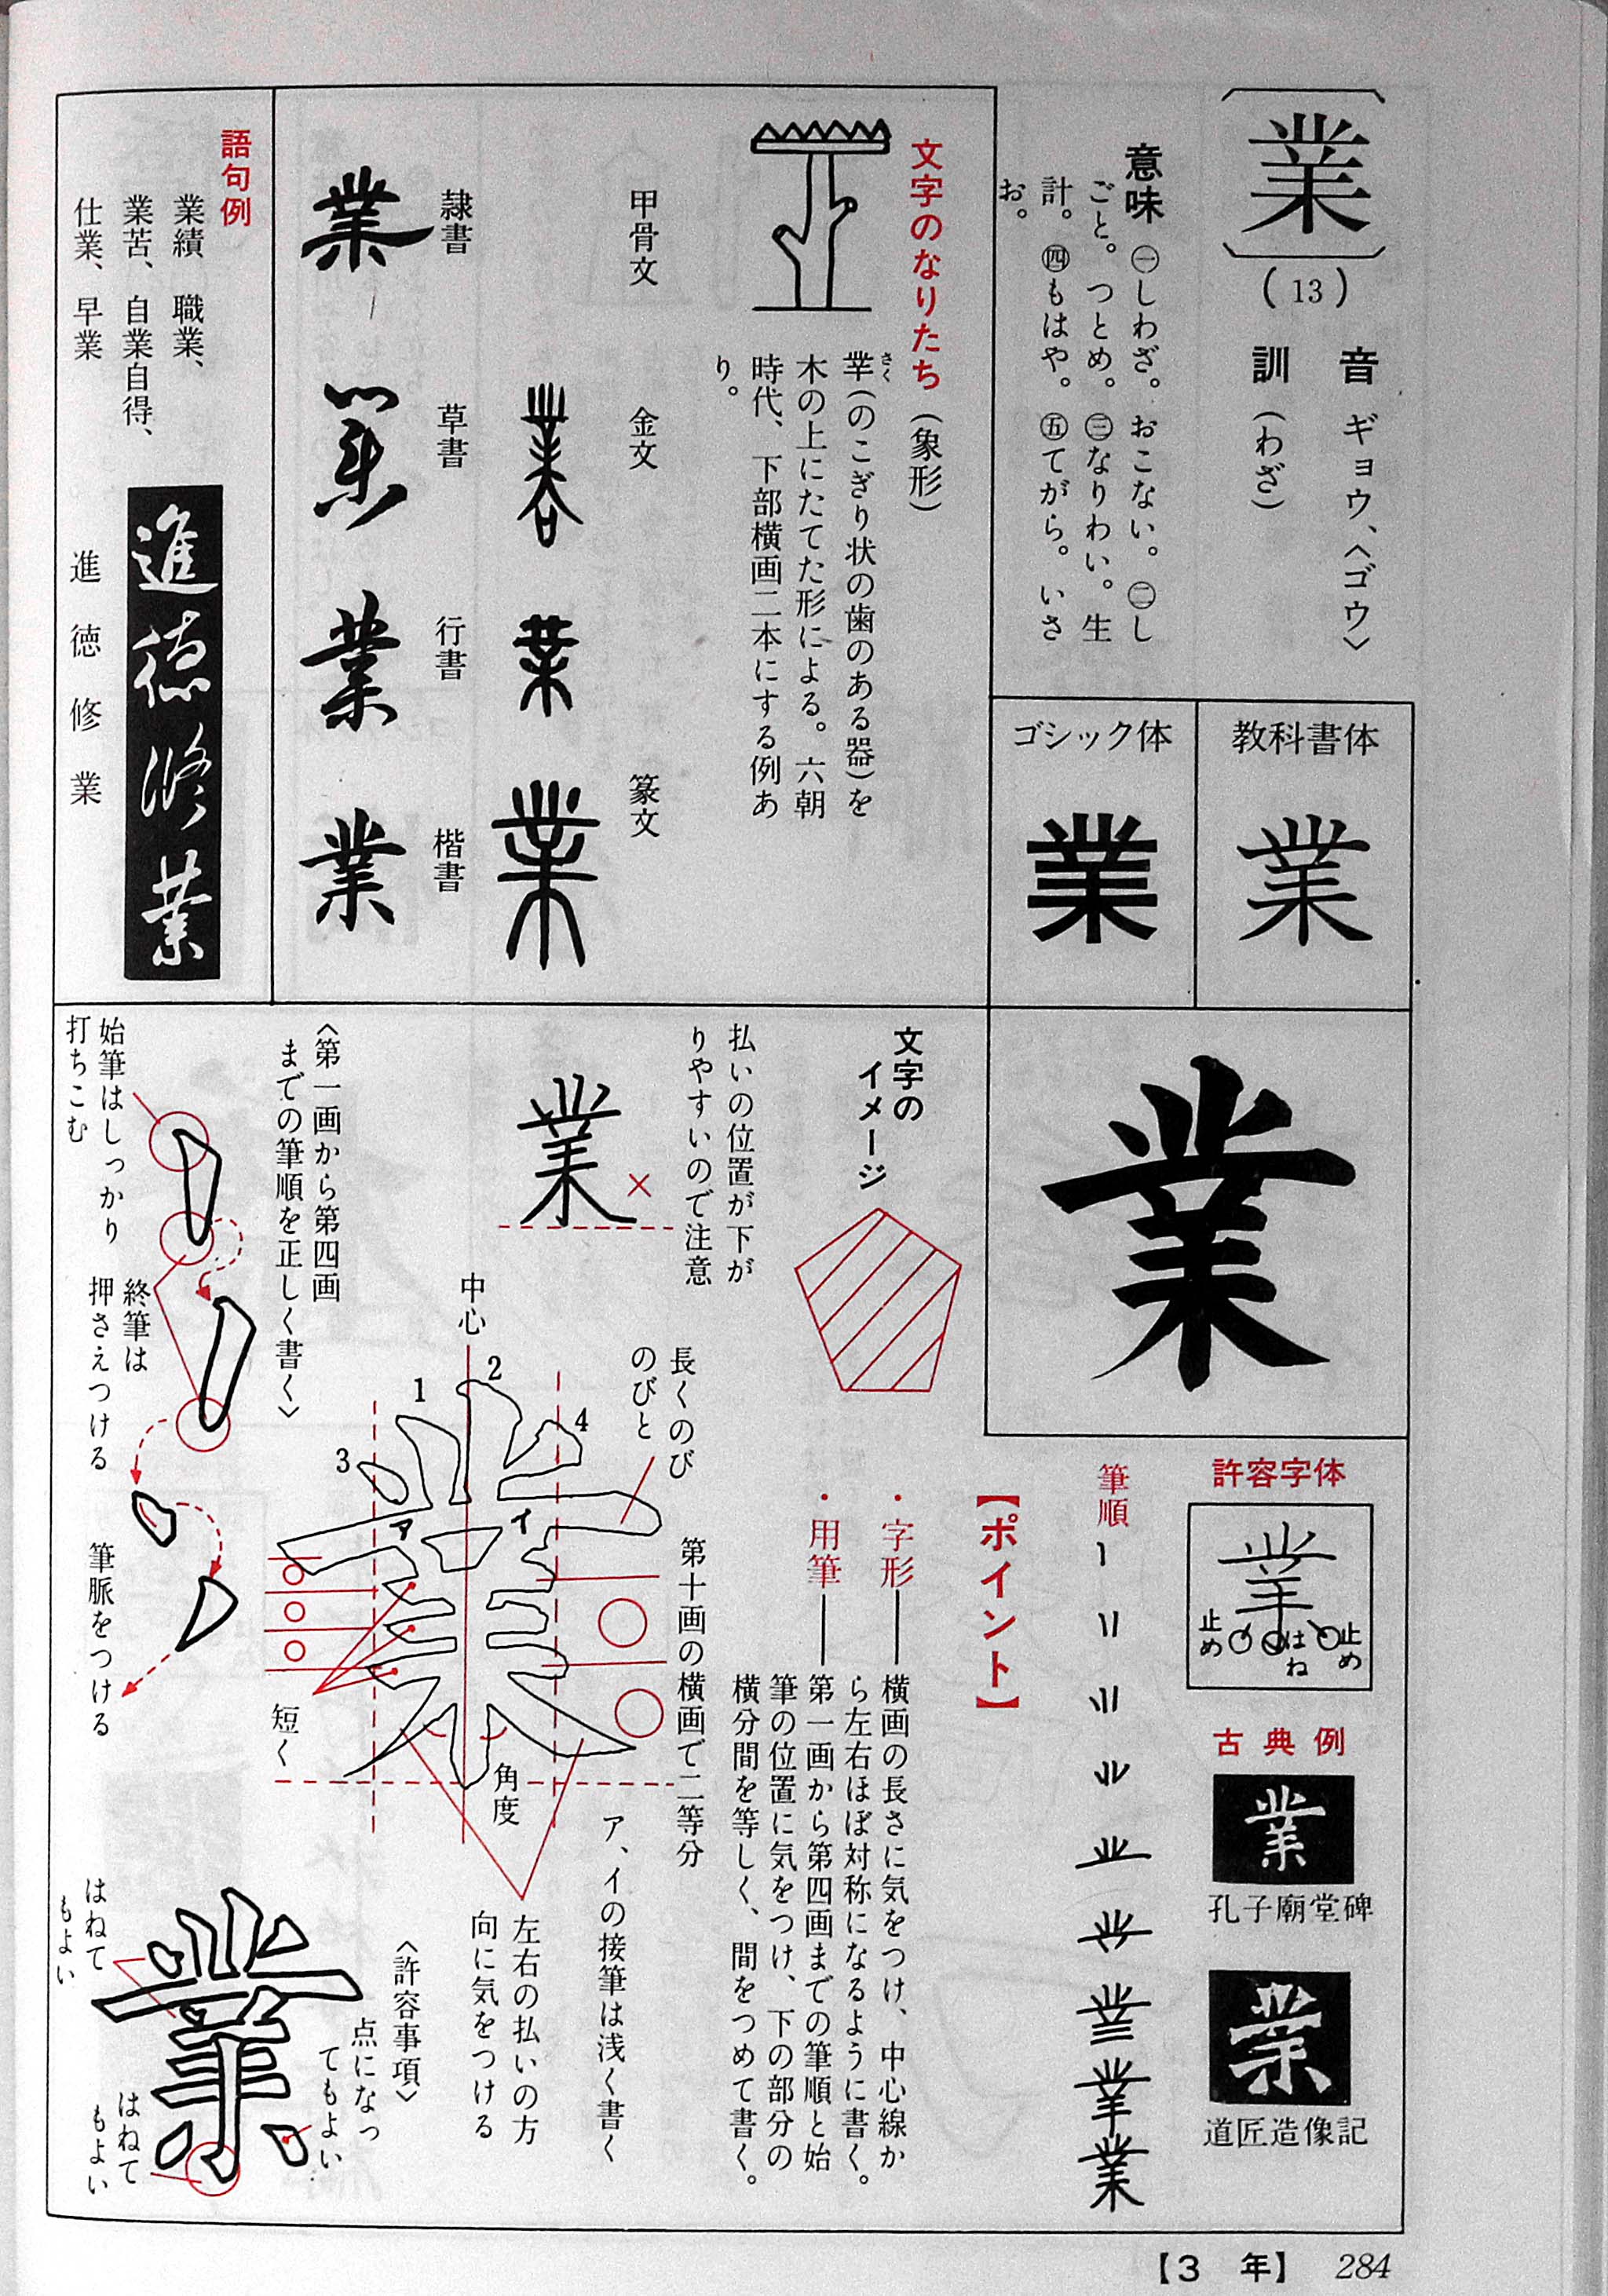 業
(13)
音 ギョウ、〈ゴウ〉
訓 (わざ)
意味 ㊀しわざ。おこない。㊁し
ごと。つとめ。㊂なりわい。生
計。㊃もはや。㊄てがら。いさ
お。
教科書体
業
ゴシック体
業
文字のなりたち(象形)
丵(のこぎり状の歯のある器)を
さく
木の上にたてた形による。六朝
時代、下部横画二本にする例あ
り。
甲骨文
金文
篆文
隷書
業
草書
業
行書
業
楷書
業
語句例
業績 職業、
業苦、自業自得、
仕業、早業
進德修業
進徳修業
業
許容字体
業
止め
はね
止め
古典例
業
孔子廟堂碑
業
道匠造像記
筆順
業
【ポイント】
・字形――横画の長さに気をつけ、中心線か
ら左右ほぼ対称になるように書く。
・用筆――第一画から第四画までの筆順と始
筆の位置に気をつけ、下の部分の
横分間を等しく、間をつめて書く。
文字の
イメージ
払いの位置が下が
りやすいので注意
業
×
長くのび
のびと
第十画の横画で二等分
中心
1
2
3
4
ア
イ
短く
角度
ア、イの接筆は浅く書く
左右の払いの方
向に気をつける
〈第一画から第四画
までの筆順を正しく書く〉
始筆はしっかり
打ちこむ
終筆は
押さえつける
筆脈をつける
〈許容事項〉
点になっ
てもよい
業
はねて
もよい
はねて
もよい
【3 年】 284